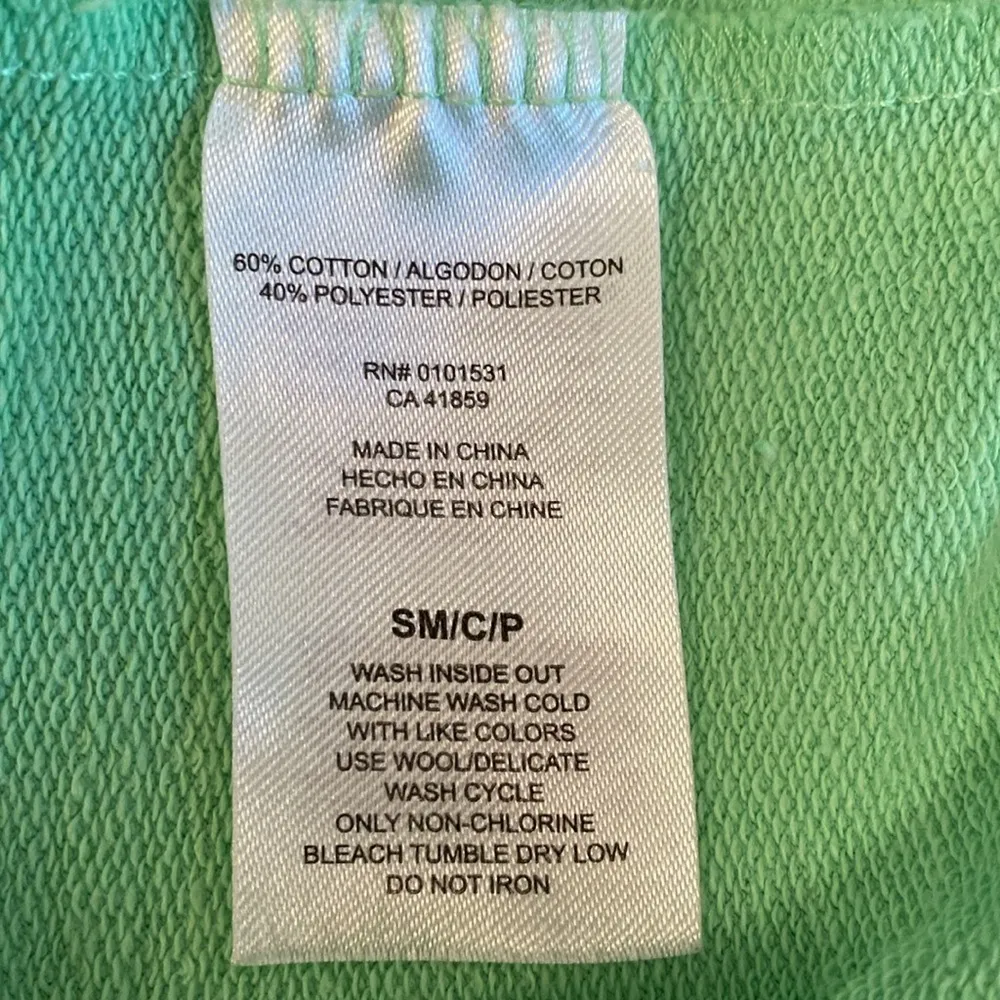 60% COTTON / ALGODON / COTON
40% POLYESTER / POLIESTER
RN# 0101531
CA 41859
MADE IN CHINA
HECHO EN CHINA
FABRIQUE EN CHINE
SM/C/P
WASH INSIDE OUT
MACHINE WASH COLD
WITH LIKE COLORS
USE WOOL/DELICATE
WASH CYCLE
ONLY NON-CHLORINE
BLEACH TUMBLE DRY LOW
DO NOT IRON